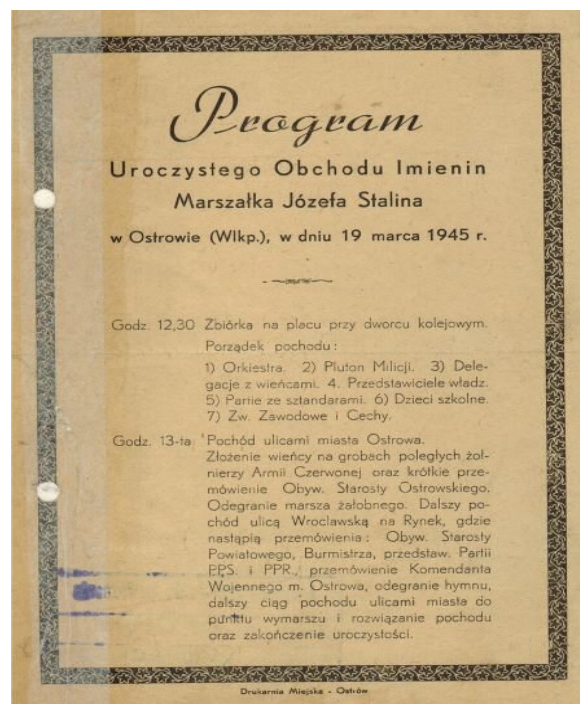 Program
Uroczystego Obchodu Imienin
Marszałka Józefa Stalina
w Ostrowie (Wlkp.), w dniu 19 marca 1945 r.
Godz. 12,30 Zbiórka na placu przy dworcu kolejowym.
Porządek pochodu :
1) Orkiestra. 2) Pluton Milicji. 3) Dele-
gacje z wieńcami. 4. Przedstawiciele władz.
5) Partie ze sztandarami. 6) Dzieci szkolne.
7) Zw. Zawodowe i Cechy.
Godz. 13-ta Pochód ulicami miasta Ostrowa.
Złożenie wieńcy na grobach poległych żoł-
nierzy Armii Czerwonej oraz krótkie prze-
mówienie Obyw. Starosty Ostrowskiego.
Odegranie marsza żałobnego. Dalszy po-
chód ulicą Wrocławską na Rynek, gdzie
nastąpią przemówienia : Obyw. Starosty
Powiatowego, Burmistrza, przedstaw. Partii
PPS. i PPR., przemówienie Komendanta
Wojennego m. Ostrowa, odegranie hymnu,
dalszy ciąg pochodu ulicami miasta do
punktu wymarszu i rozwiązanie pochodu
oraz zakończenie uroczystości.
Drukarnia Miejska - Ostrów